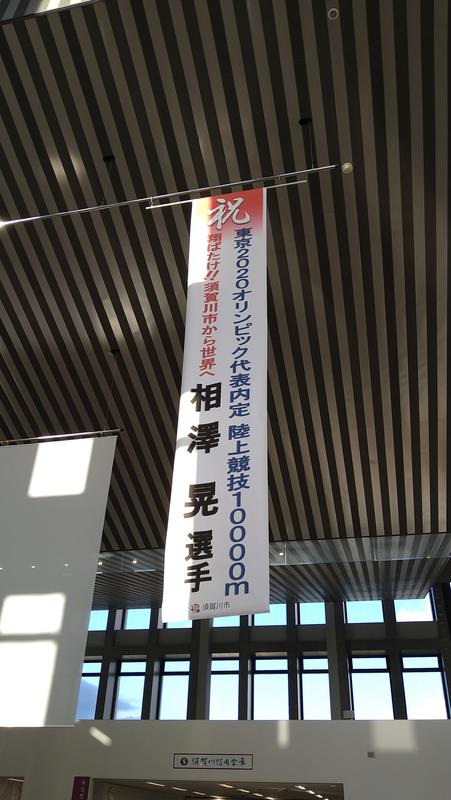 祝
東京2020オリンピック代表内定 陸上競技10000m
翔ばたけ!!須賀川市から世界へ
相澤 晃 選手
須賀川市
須賀川信用金庫